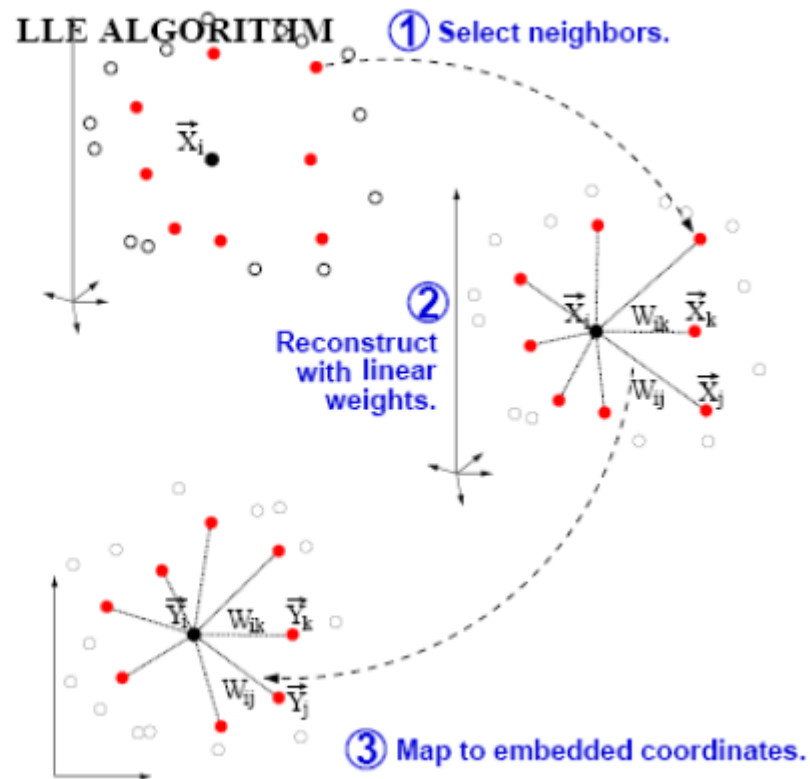 LLE ALGORITHM
① Select neighbors.
X⃗ᵢ
②
Reconstruct
with linear
weights.
X⃗ᵢ Wᵢₖ X⃗ₖ
Wᵢⱼ X⃗ⱼ
Y⃗ᵢ Wᵢₖ Y⃗ₖ
Wᵢⱼ Y⃗ⱼ
③ Map to embedded coordinates.